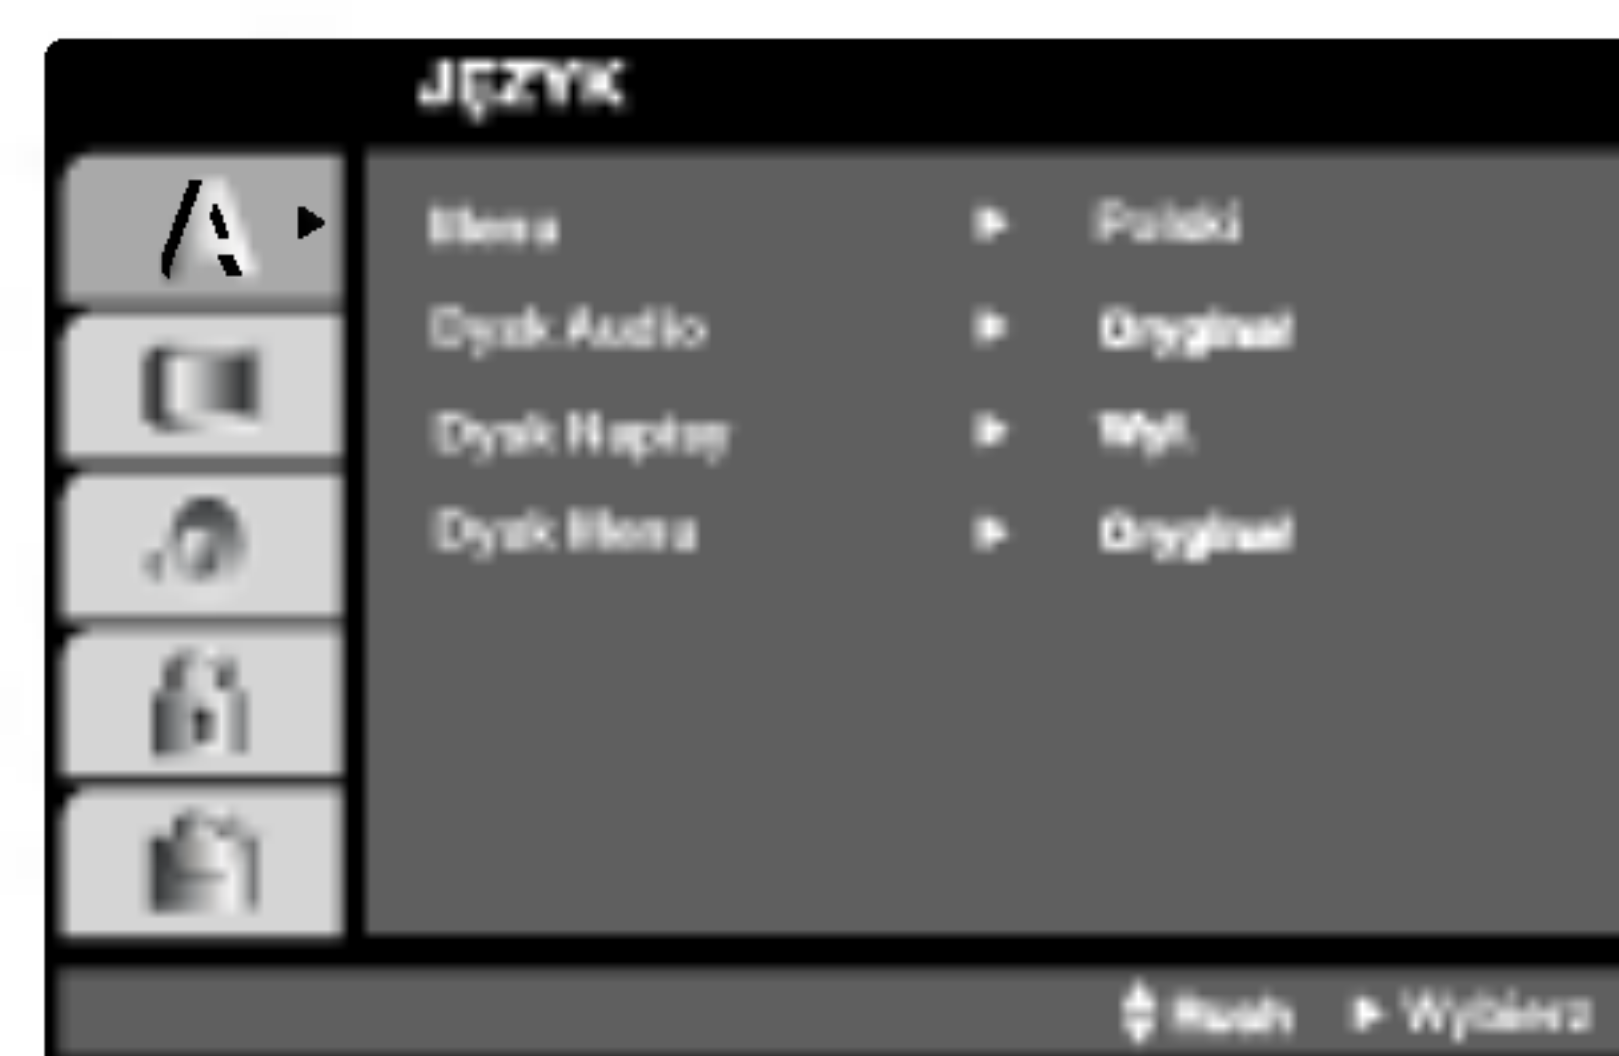 JĘZYK
Menu Polski
Dysk Audio Oryginał
Dysk Napisy Wył.
Dysk Menu Oryginał
Ruch Wybierz